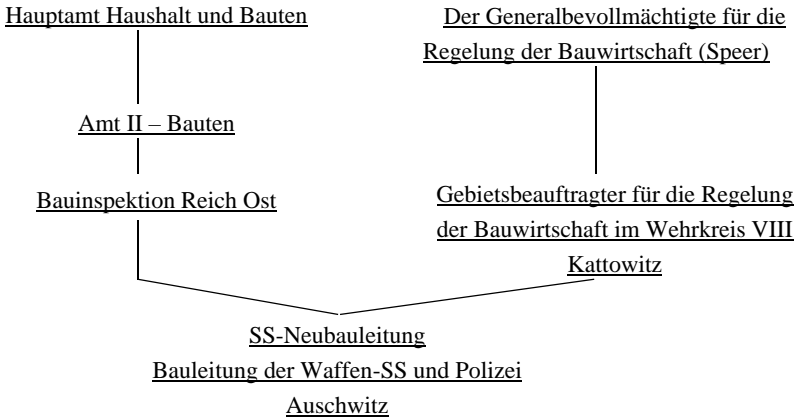 Hauptamt Haushalt und Bauten
Der Generalbevollmächtigte für die
Regelung der Bauwirtschaft (Speer)
Amt II – Bauten
Bauinspektion Reich Ost
Gebietsbeauftragter für die Regelung
der Bauwirtschaft im Wehrkreis VIII
Kattowitz
SS-Neubauleitung
Bauleitung der Waffen-SS und Polizei
Auschwitz